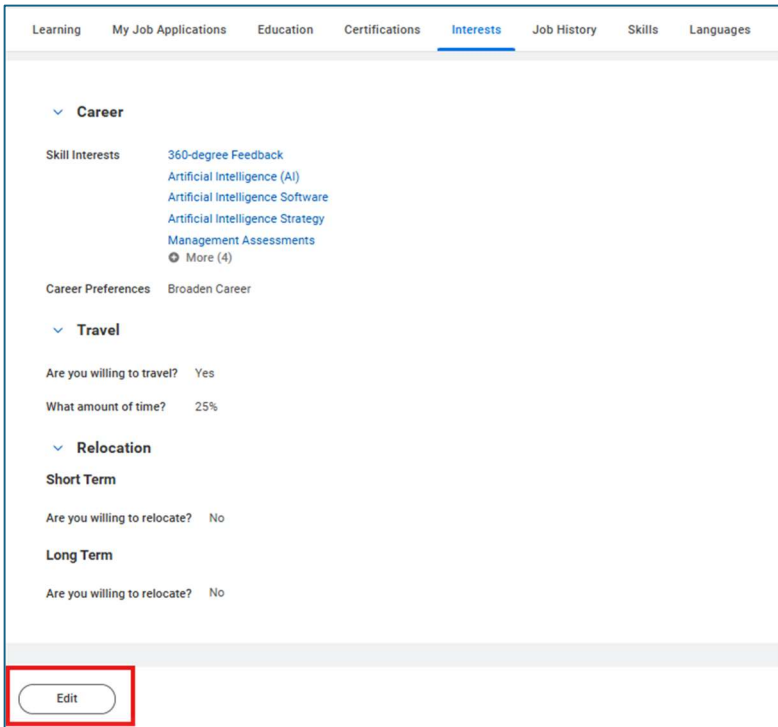 Learning My Job Applications Education Certifications Interests Job History Skills Languages
Career
Skill Interests 360-degree Feedback
Artificial Intelligence (AI)
Artificial Intelligence Software
Artificial Intelligence Strategy
Management Assessments
More (4)
Career Preferences Broaden Career
Travel
Are you willing to travel? Yes
What amount of time? 25%
Relocation
Short Term
Are you willing to relocate? No
Long Term
Are you willing to relocate? No
Edit